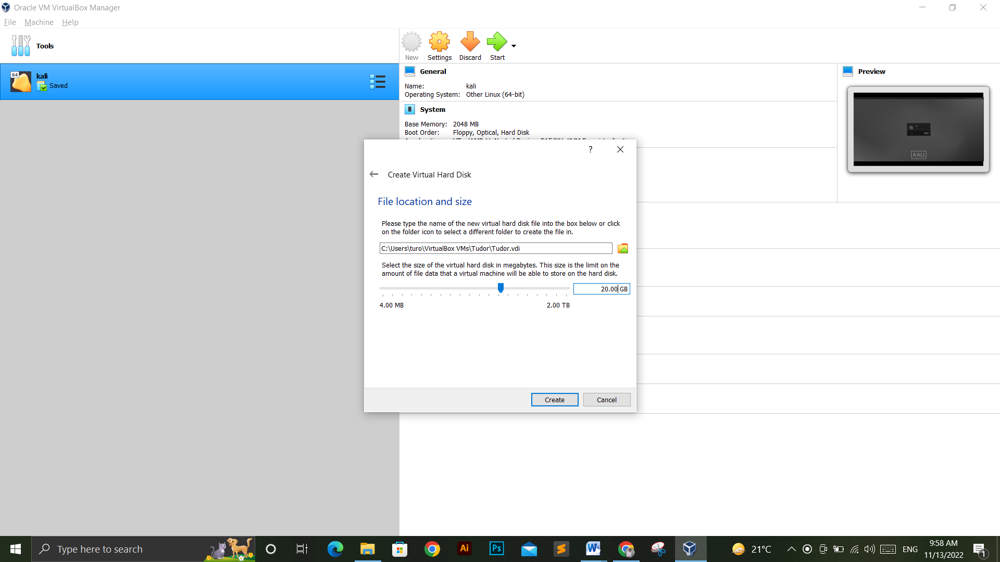 Oracle VM VirtualBox Manager
File Machine Help
Tools
New Settings Discard Start
64
kali
Saved
General
Name: kali
Operating System: Other Linux (64-bit)
System
Base Memory: 2048 MB
Boot Order: Floppy, Optical, Hard Disk
Preview
KALI
?
Create Virtual Hard Disk
File location and size
Please type the name of the new virtual hard disk file into the box below or click
on the folder icon to select a different folder to create the file in.
C:\Users\turo\VirtualBox VMs\Tudor\Tudor.vdi
Select the size of the virtual hard disk in megabytes. This size is the limit on the
amount of file data that a virtual machine will be able to store on the hard disk.
20.00 GB
4.00 MB 2.00 TB
Create Cancel
Type here to search
Ai
Ps
W
21°C
ENG
9:58 AM
11/13/2022
1